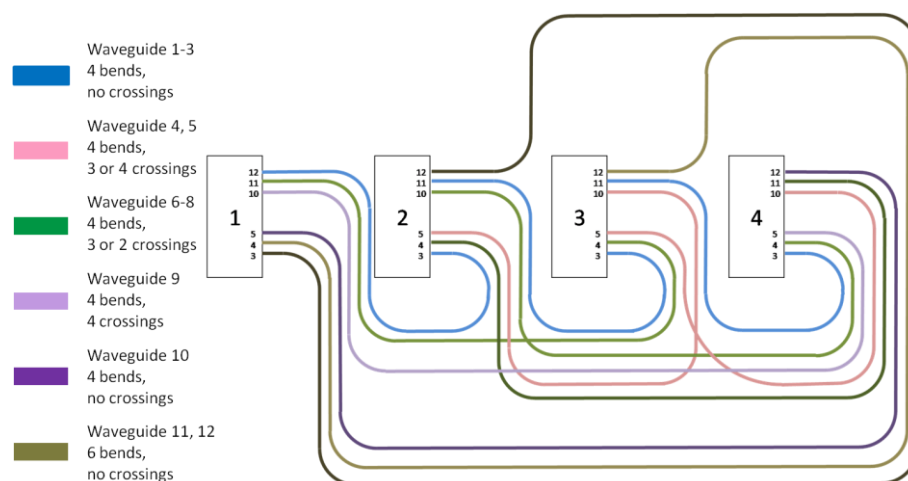 Waveguide 1-3
4 bends,
no crossings
Waveguide 4, 5
4 bends,
3 or 4 crossings
Waveguide 6-8
4 bends,
3 or 2 crossings
Waveguide 9
4 bends,
4 crossings
Waveguide 10
4 bends,
no crossings
Waveguide 11, 12
6 bends,
no crossings
1
12
11
10
5
4
3
2
12
11
10
5
4
3
3
12
11
10
5
4
3
4
12
11
10
5
4
3